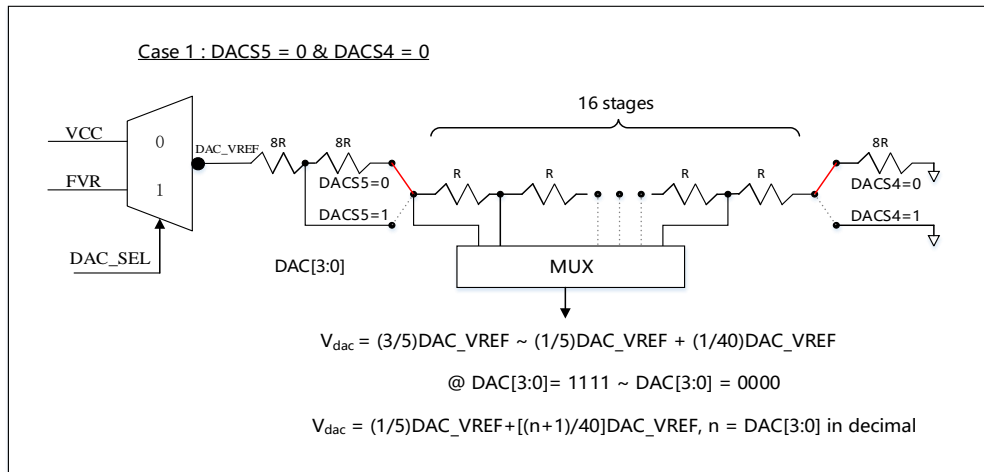 Case 1 : DACS5 = 0 & DACS4 = 0
16 stages
VCC
0
DAC_VREF
8R
8R
8R
FVR
1
DACS5=0
R
R
R
R
DACS4=0
DACS5=1
DACS4=1
DAC_SEL
DAC[3:0]
MUX
Vdac = (3/5)DAC_VREF ~ (1/5)DAC_VREF + (1/40)DAC_VREF
@ DAC[3:0]= 1111 ~ DAC[3:0] = 0000
Vdac = (1/5)DAC_VREF+[(n+1)/40]DAC_VREF, n = DAC[3:0] in decimal